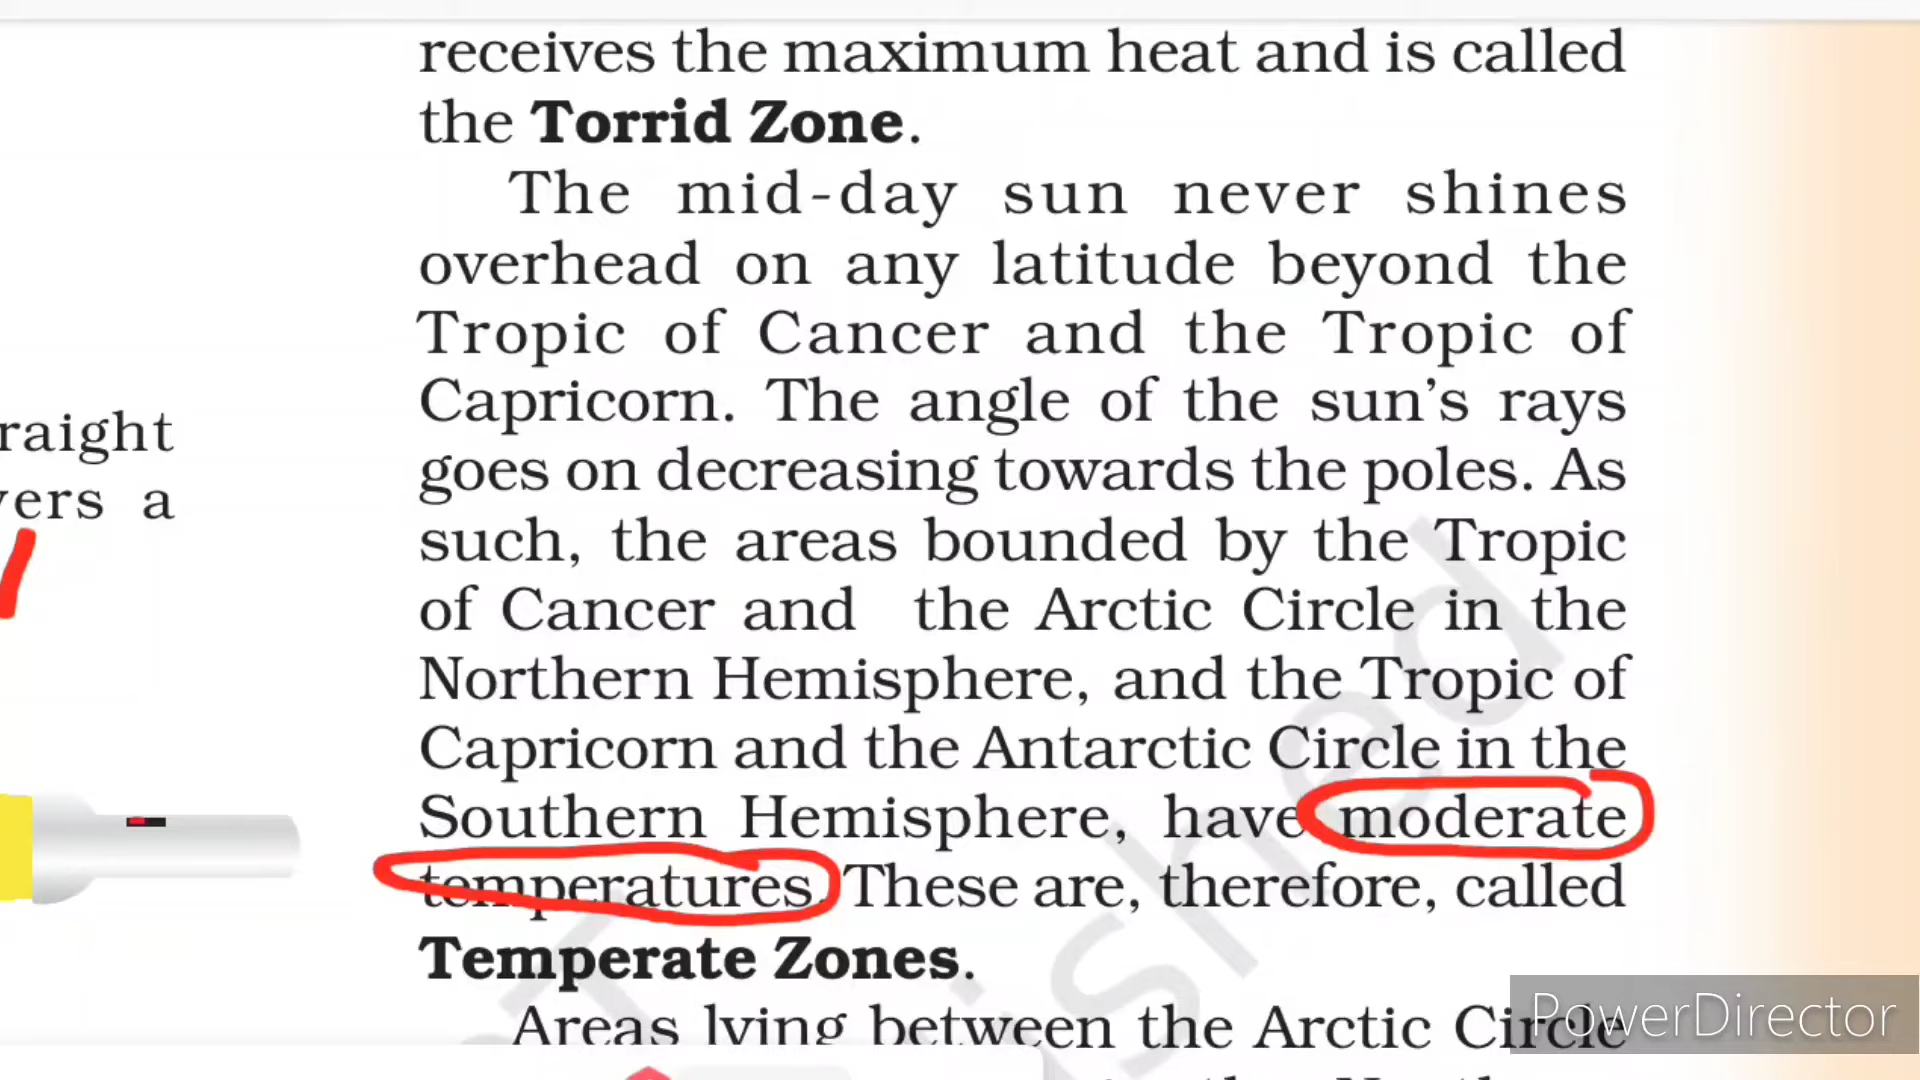 receives the maximum heat and is called
the Torrid Zone.
The mid-day sun never shines
overhead on any latitude beyond the
Tropic of Cancer and the Tropic of
Capricorn. The angle of the sun’s rays
goes on decreasing towards the poles. As
such, the areas bounded by the Tropic
of Cancer and the Arctic Circle in the
Northern Hemisphere, and the Tropic of
Capricorn and the Antarctic Circle in the
Southern Hemisphere, have moderate
temperatures. These are, therefore, called
Temperate Zones.
Areas lying between the Arctic Circle
raight
vers a
PowerDirector